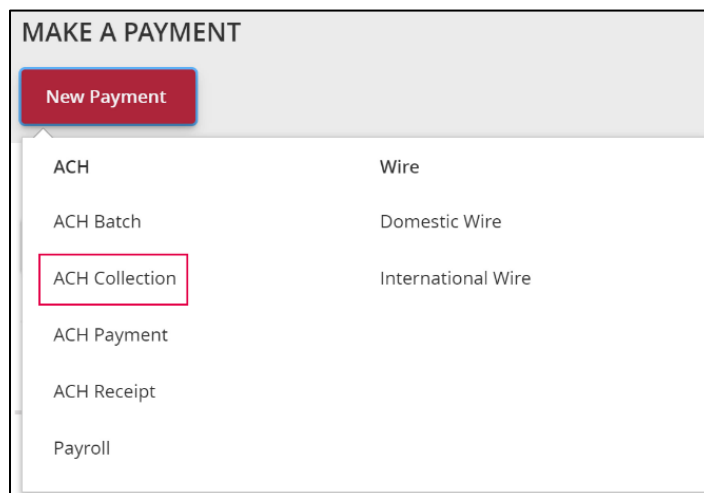 MAKE A PAYMENT
New Payment
ACH
ACH Batch
ACH Collection
ACH Payment
ACH Receipt
Payroll
Wire
Domestic Wire
International Wire